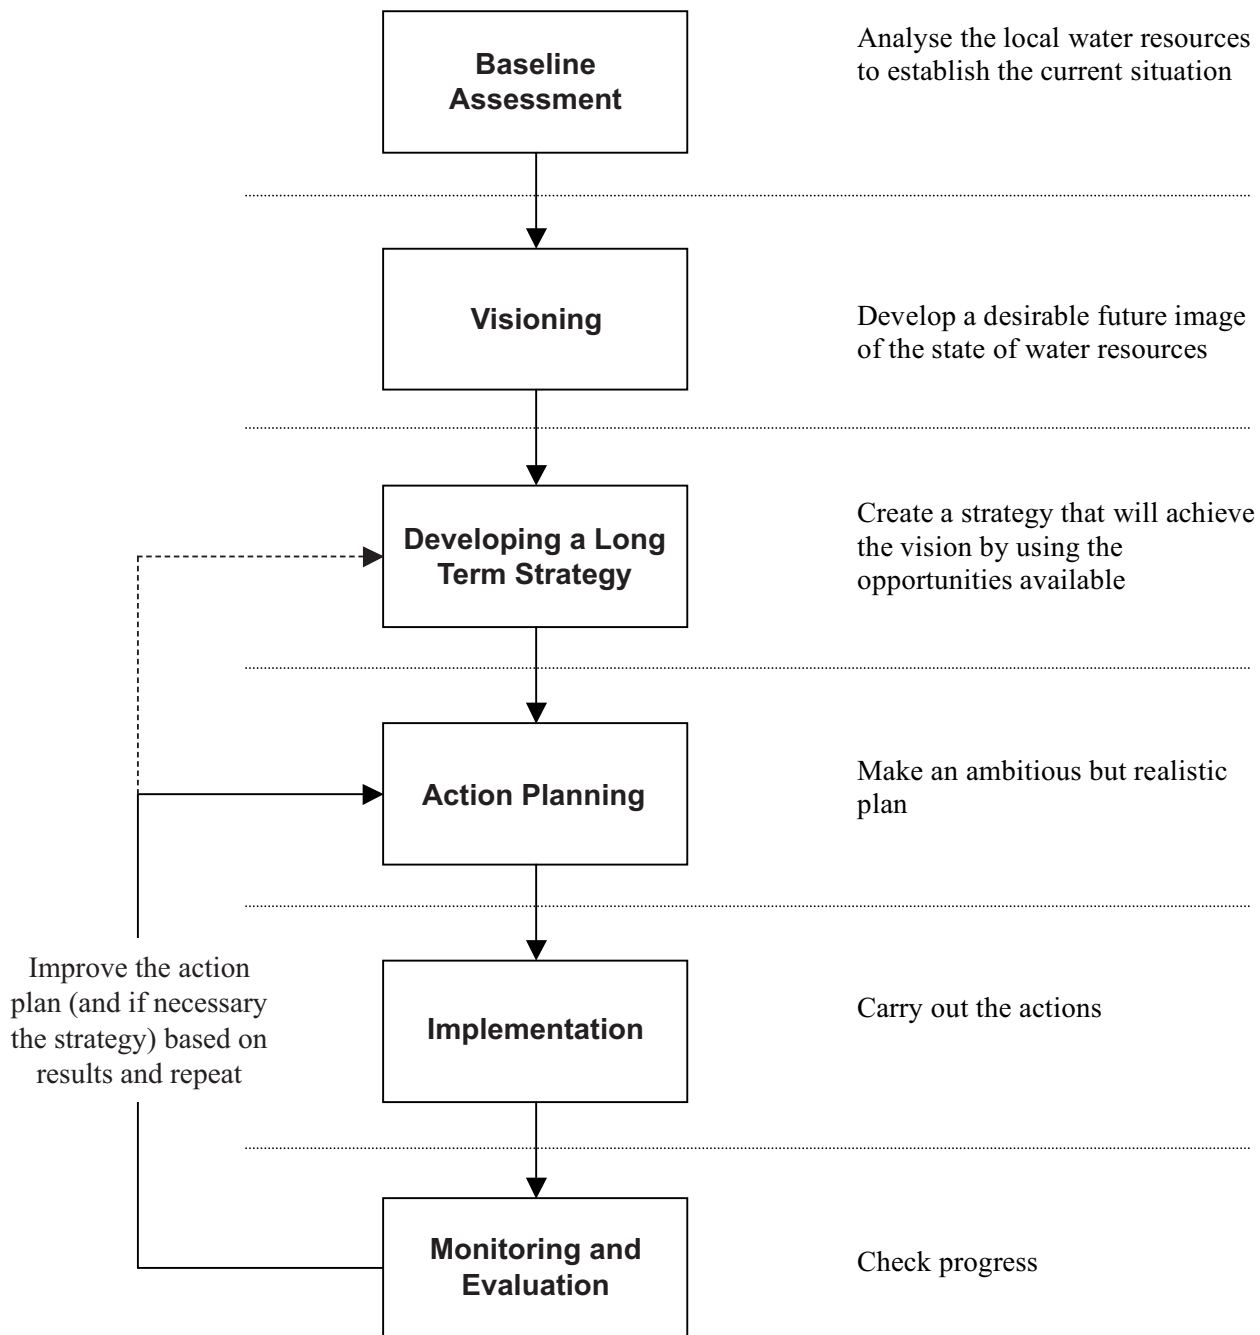 Baseline
Assessment
Analyse the local water resources
to establish the current situation
Visioning
Develop a desirable future image
of the state of water resources
Developing a Long
Term Strategy
Create a strategy that will achieve
the vision by using the
opportunities available
Action Planning
Make an ambitious but realistic
plan
Improve the action
plan (and if necessary
the strategy) based on
results and repeat
Implementation
Carry out the actions
Monitoring and
Evaluation
Check progress